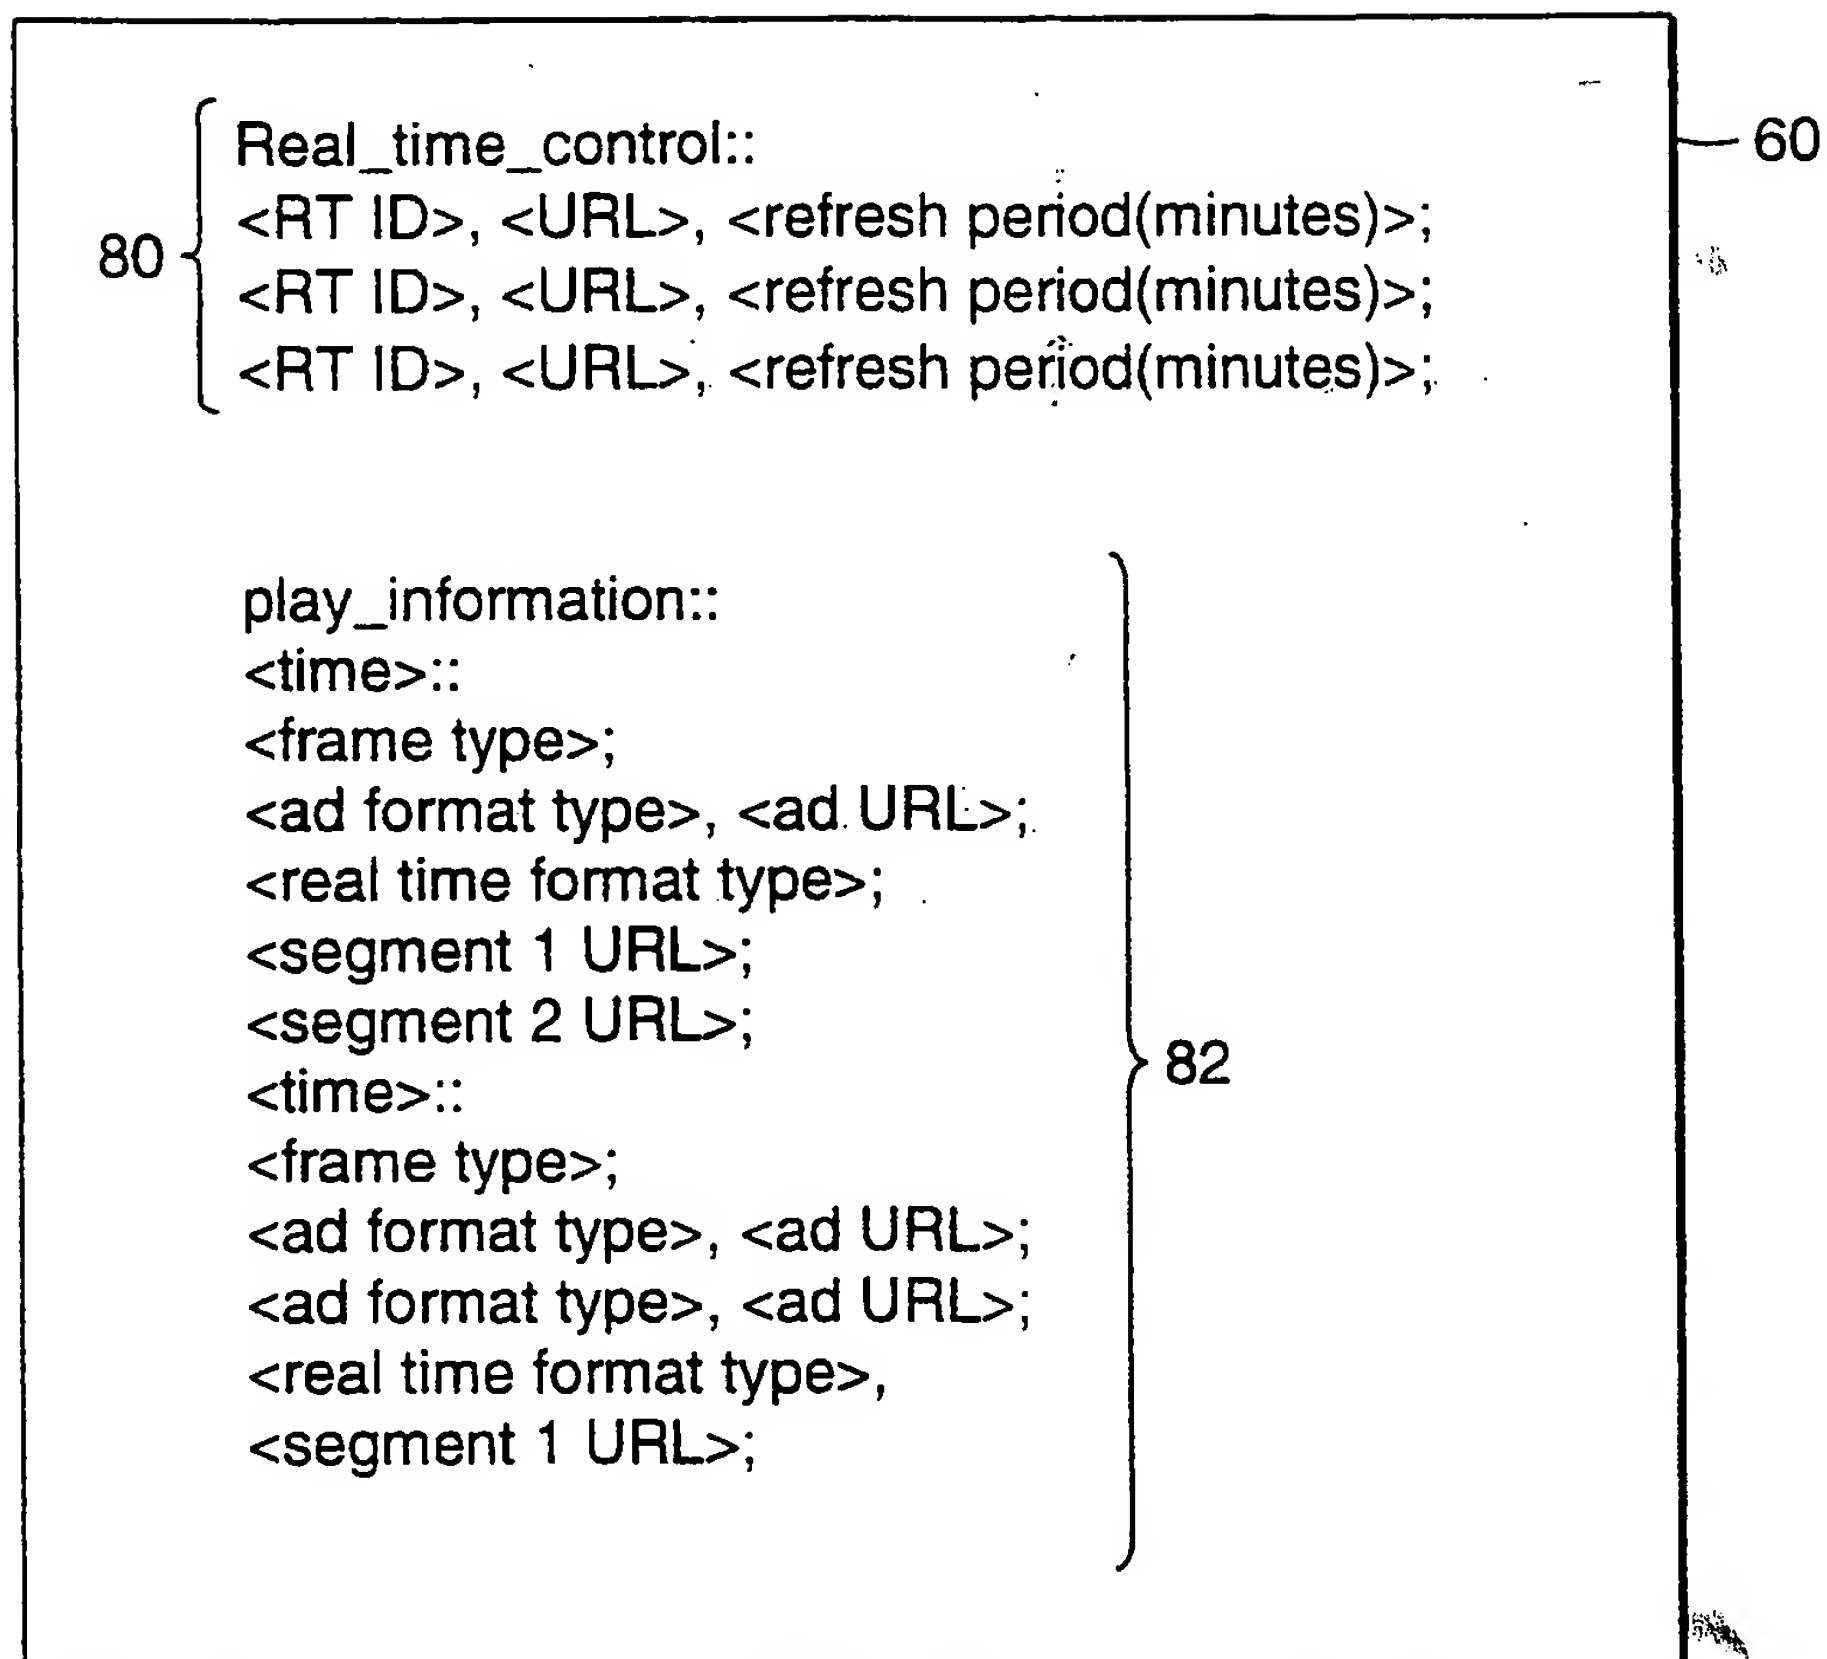 Real_time_control::
<RT ID>, <URL>, <refresh period(minutes)>;
<RT ID>, <URL>, <refresh period(minutes)>;
<RT ID>, <URL>, <refresh period(minutes)>;
80
60
play_information::
<time>::
<frame type>;
<ad format type>, <ad URL>;
<real time format type>;
<segment 1 URL>;
<segment 2 URL>;
<time>::
<frame type>;
<ad format type>, <ad URL>;
<ad format type>, <ad URL>;
<real time format type>,
<segment 1 URL>;
82